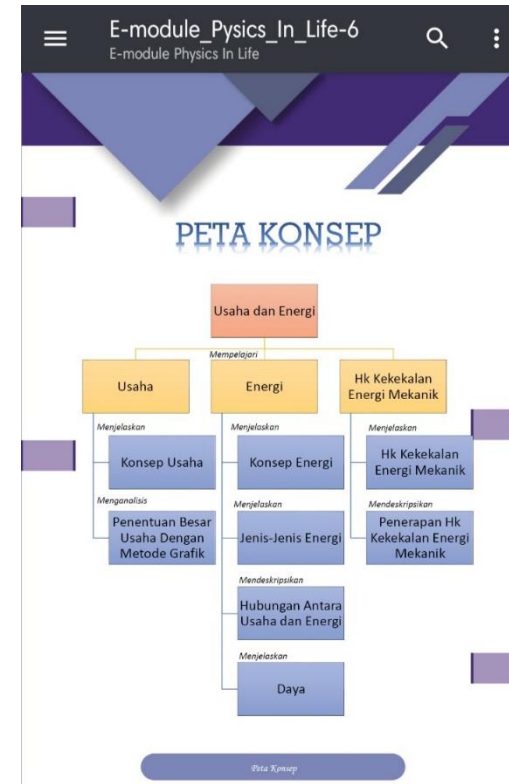 E-module_Pysics_In_Life-6
E-module Physics In Life
PETA KONSEP
Usaha dan Energi
Mempelajari
Usaha
Energi
Hk Kekekalan
Energi Mekanik
Menjelaskan
Konsep Usaha
Menganalisis
Penentuan Besar
Usaha Dengan
Metode Grafik
Menjelaskan
Konsep Energi
Menjelaskan
Jenis-Jenis Energi
Mendeskripsikan
Hubungan Antara
Usaha dan Energi
Menjelaskan
Daya
Menjelaskan
Hk Kekekalan
Energi Mekanik
Mendeskripsikan
Penerapan Hk
Kekekalan Energi
Mekanik
Peta Konsep